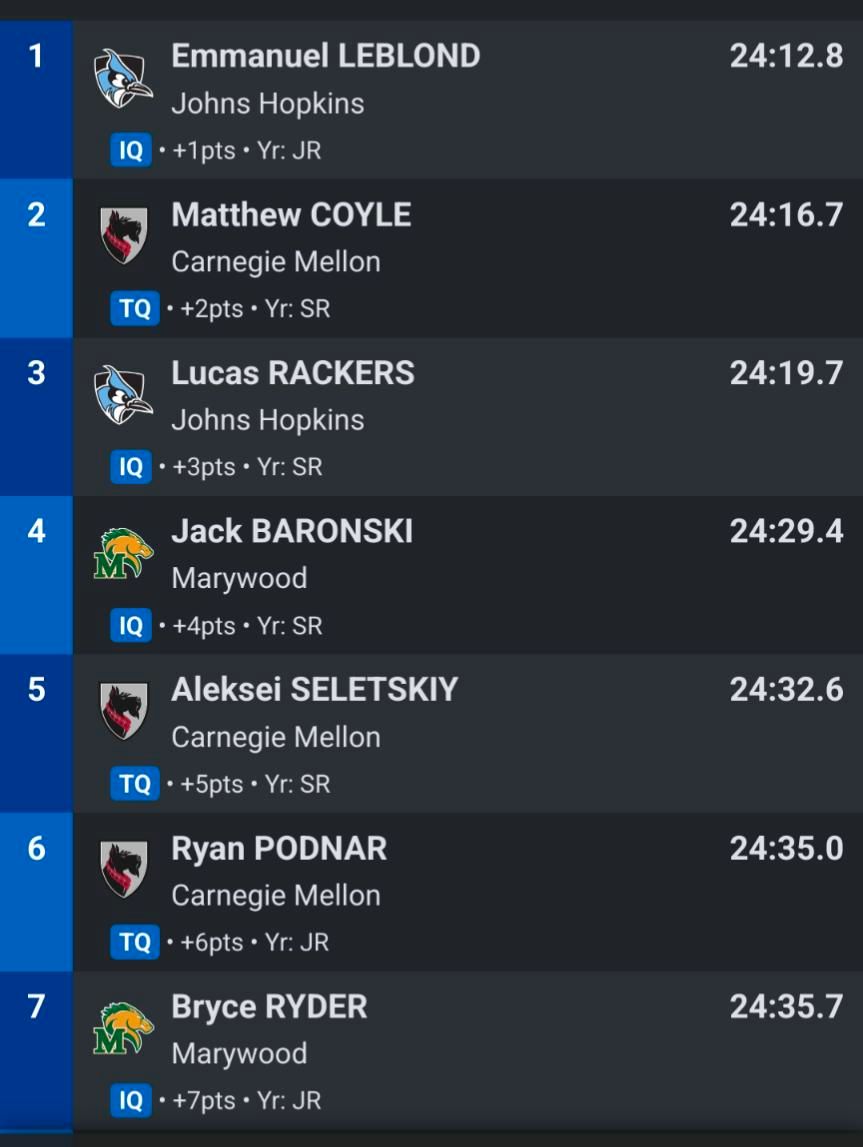 1
Emmanuel LEBLOND 24:12.8
Johns Hopkins
IQ • +1pts • Yr: JR
2
Matthew COYLE 24:16.7
Carnegie Mellon
TQ • +2pts • Yr: SR
3
Lucas RACKERS 24:19.7
Johns Hopkins
IQ • +3pts • Yr: SR
4
Jack BARONSKI 24:29.4
M
Marywood
IQ • +4pts • Yr: SR
5
Aleksei SELETSKIY 24:32.6
Carnegie Mellon
TQ • +5pts • Yr: SR
6
Ryan PODNAR 24:35.0
Carnegie Mellon
TQ • +6pts • Yr: JR
7
Bryce RYDER 24:35.7
M
Marywood
IQ • +7pts • Yr: JR